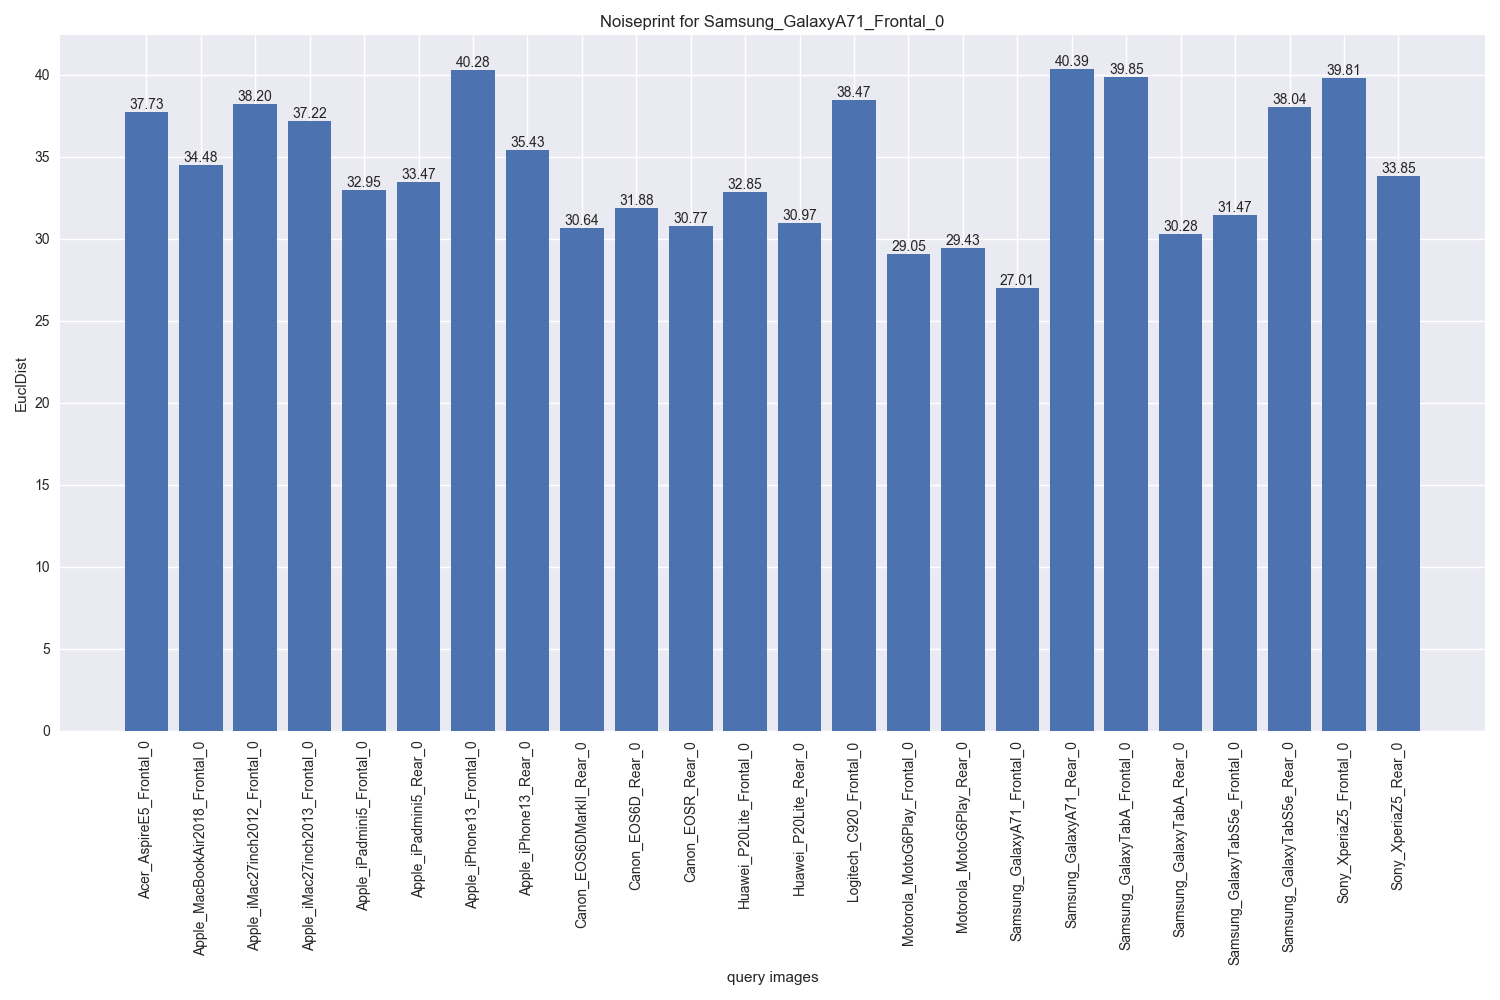 Noiseprint for Samsung_GalaxyA71_Frontal_0
EuclDist
40
35
30
25
20
15
10
5
0
37.73
34.48
38.20
37.22
32.95
33.47
40.28
35.43
30.64
31.88
30.77
32.85
30.97
38.47
29.05
29.43
27.01
40.39
39.85
30.28
31.47
38.04
39.81
33.85
Acer_AspireE5_Frontal_0
Apple_MacBookAir2018_Frontal_0
Apple_iMac27inch2012_Frontal_0
Apple_iMac27inch2013_Frontal_0
Apple_iPadmini5_Frontal_0
Apple_iPadmini5_Rear_0
Apple_iPhone13_Frontal_0
Apple_iPhone13_Rear_0
Canon_EOS6DMarkII_Rear_0
Canon_EOS6D_Rear_0
Canon_EOSR_Rear_0
Huawei_P20Lite_Frontal_0
Huawei_P20Lite_Rear_0
Logitech_C920_Frontal_0
Motorola_MotoG6Play_Frontal_0
Motorola_MotoG6Play_Rear_0
Samsung_GalaxyA71_Frontal_0
Samsung_GalaxyA71_Rear_0
Samsung_GalaxyTabA_Frontal_0
Samsung_GalaxyTabA_Rear_0
Samsung_GalaxyTabS5e_Frontal_0
Samsung_GalaxyTabS5e_Rear_0
Sony_XperiaZ5_Frontal_0
Sony_XperiaZ5_Rear_0
query images